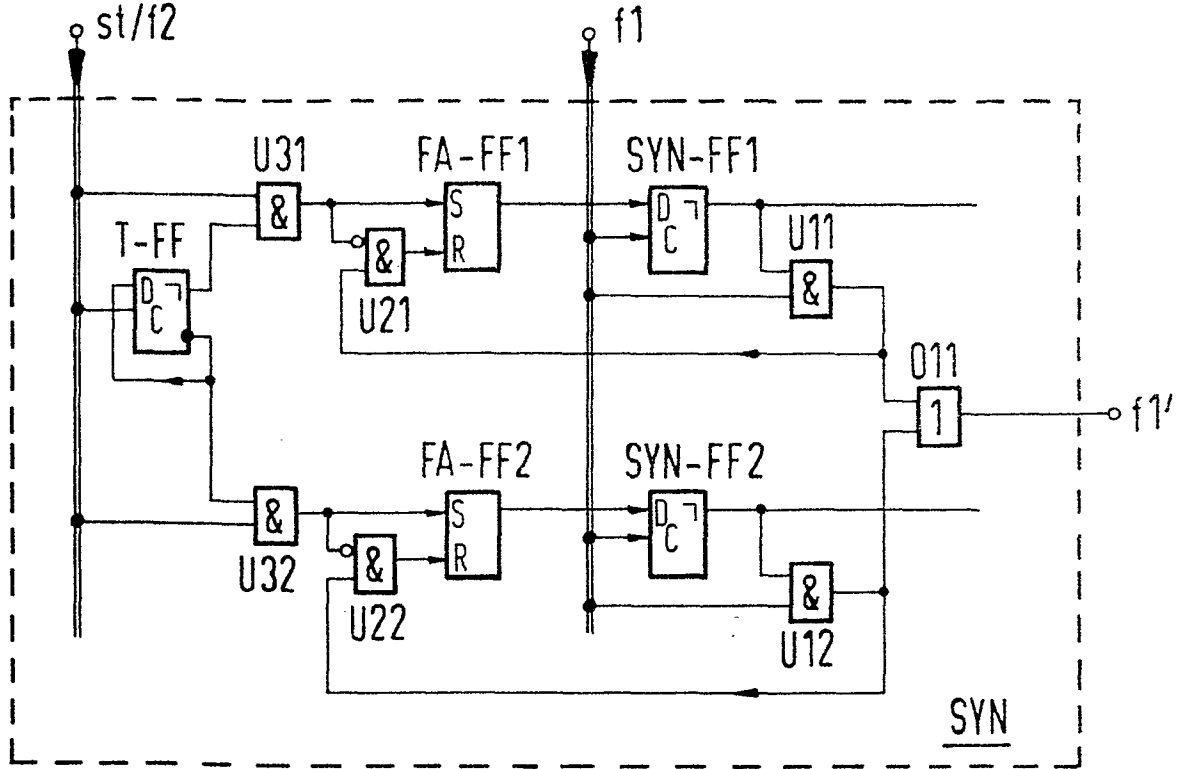 st/f2
f1
U31
&
FA-FF1
S
R
SYN-FF1
D ¬
C
T-FF
D ¬
C
&
U21
U11
&
O11
1
f1'
FA-FF2
S
R
SYN-FF2
D ¬
C
&
U32
&
U22
&
U12
SYN